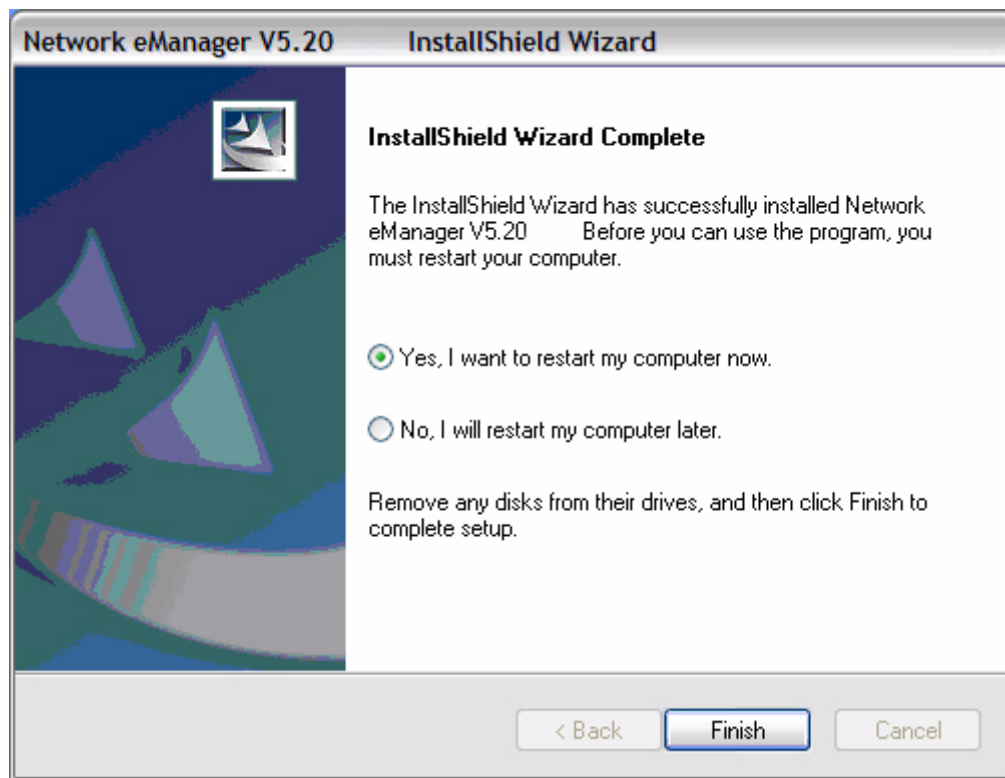 Network eManager V5.20 InstallShield Wizard
InstallShield Wizard Complete
The InstallShield Wizard has successfully installed Network
eManager V5.20 Before you can use the program, you
must restart your computer.
Yes, I want to restart my computer now.
No, I will restart my computer later.
Remove any disks from their drives, and then click Finish to
complete setup.
< Back Finish Cancel